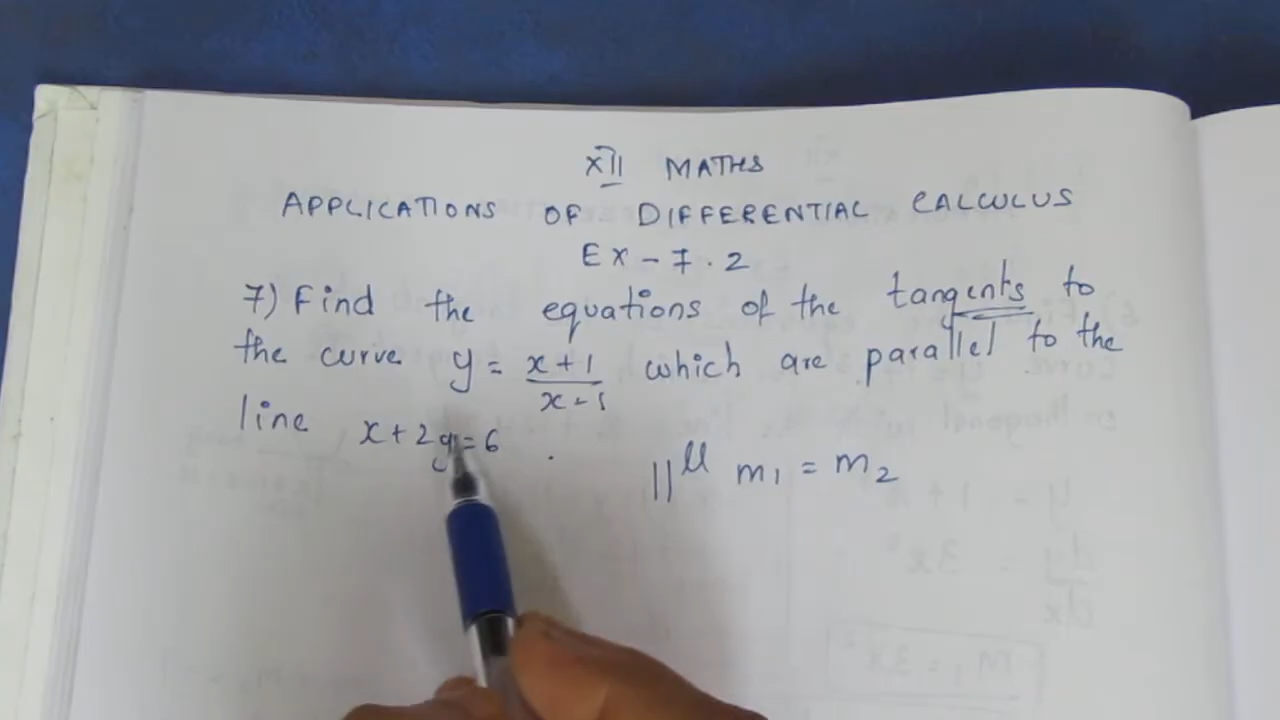 XII MATHS
APPLICATIONS OF DIFFERENTIAL CALCULUS
EX - 7.2
7) Find the equations of the tangents to
the curve y = x+1/x-1 which are parallel to the
line x+2y=6.
||ll m1 = m2